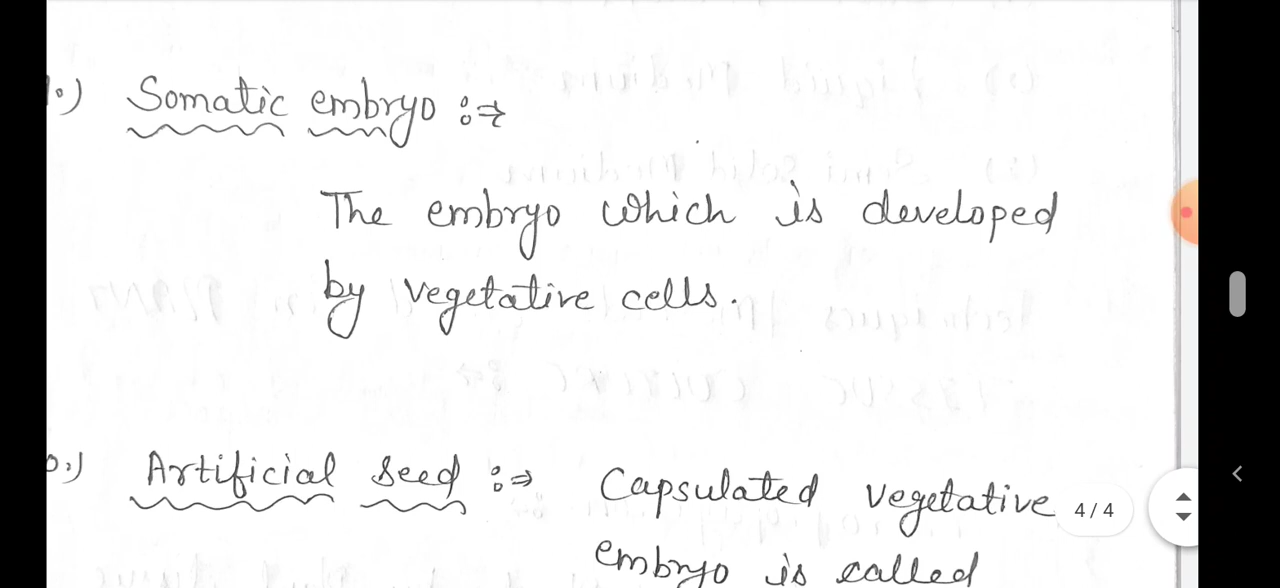 Somatic embryo :⇒
The embryo which is developed
by vegetative cells.
Artificial seed :⇒ Capsulated vegetative
4/4
embryo is called